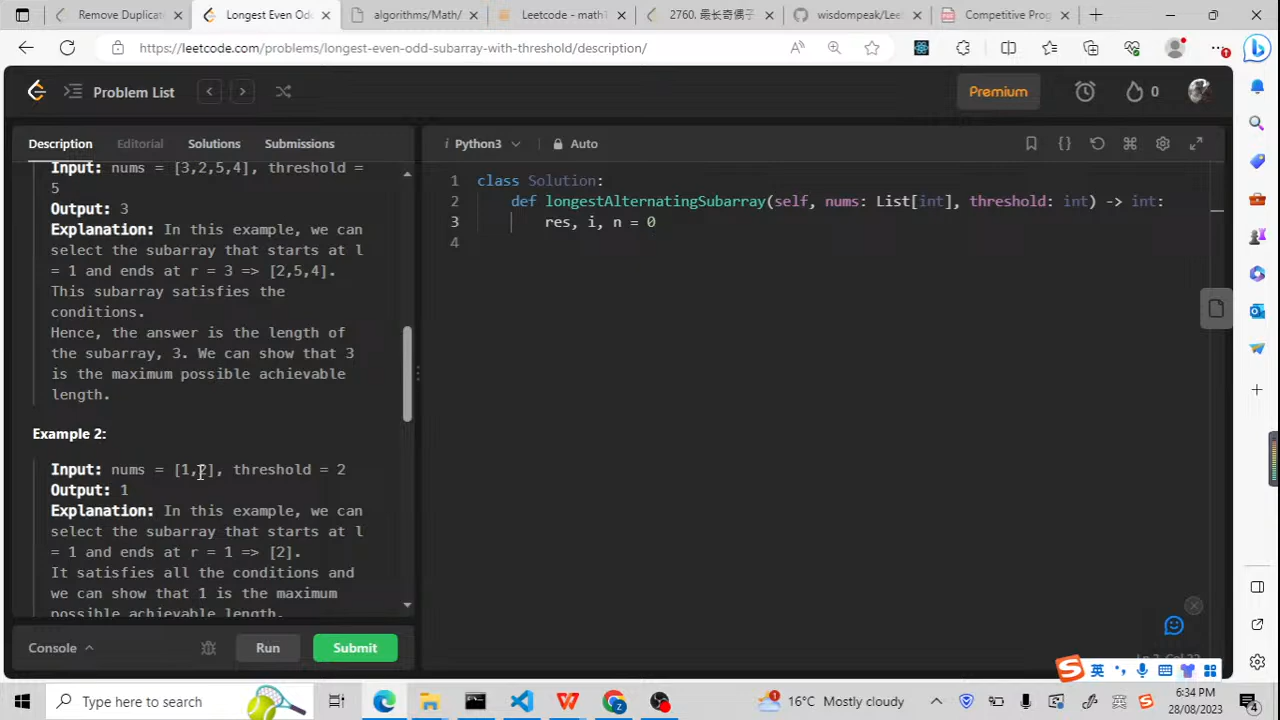 Remove Duplicate
Longest Even Odd
algorithms/Math/
Leetcode - math
2760. 最长奇偶子
wisdompeak/Lee
Competitive Prog
https://leetcode.com/problems/longest-even-odd-subarray-with-threshold/description/
Problem List
Premium
0
Description
Editorial
Solutions
Submissions
Input: nums = [3,2,5,4], threshold =
5
Output: 3
Explanation: In this example, we can
select the subarray that starts at l
= 1 and ends at r = 3 => [2,5,4].
This subarray satisfies the
conditions.
Hence, the answer is the length of
the subarray, 3. We can show that 3
is the maximum possible achievable
length.
Example 2:
Input: nums = [1,2], threshold = 2
Output: 1
Explanation: In this example, we can
select the subarray that starts at l
= 1 and ends at r = 1 => [2].
It satisfies all the conditions and
we can show that 1 is the maximum
possible achievable length.
Console
Run
Submit
i Python3
Auto
1 class Solution:
2 def longestAlternatingSubarray(self, nums: List[int], threshold: int) -> int:
3 res, i, n = 0
4
英
Type here to search
1
16°C Mostly cloudy
6:34 PM
28/08/2023
4